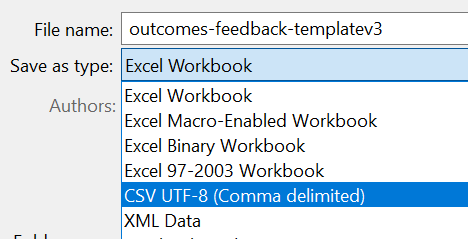 File name: outcomes-feedback-templatev3
Save as type: Excel Workbook
Authors: Excel Workbook
Excel Macro-Enabled Workbook
Excel Binary Workbook
Excel 97-2003 Workbook
CSV UTF-8 (Comma delimited)
XML Data